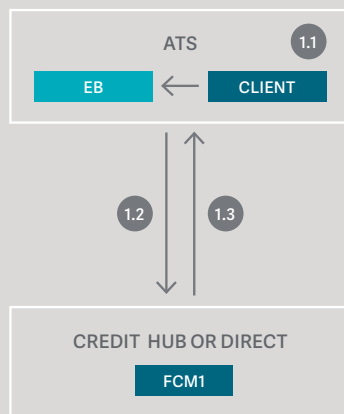 ATS
1.1
EB
CLIENT
1.2
1.3
CREDIT HUB OR DIRECT
FCM1